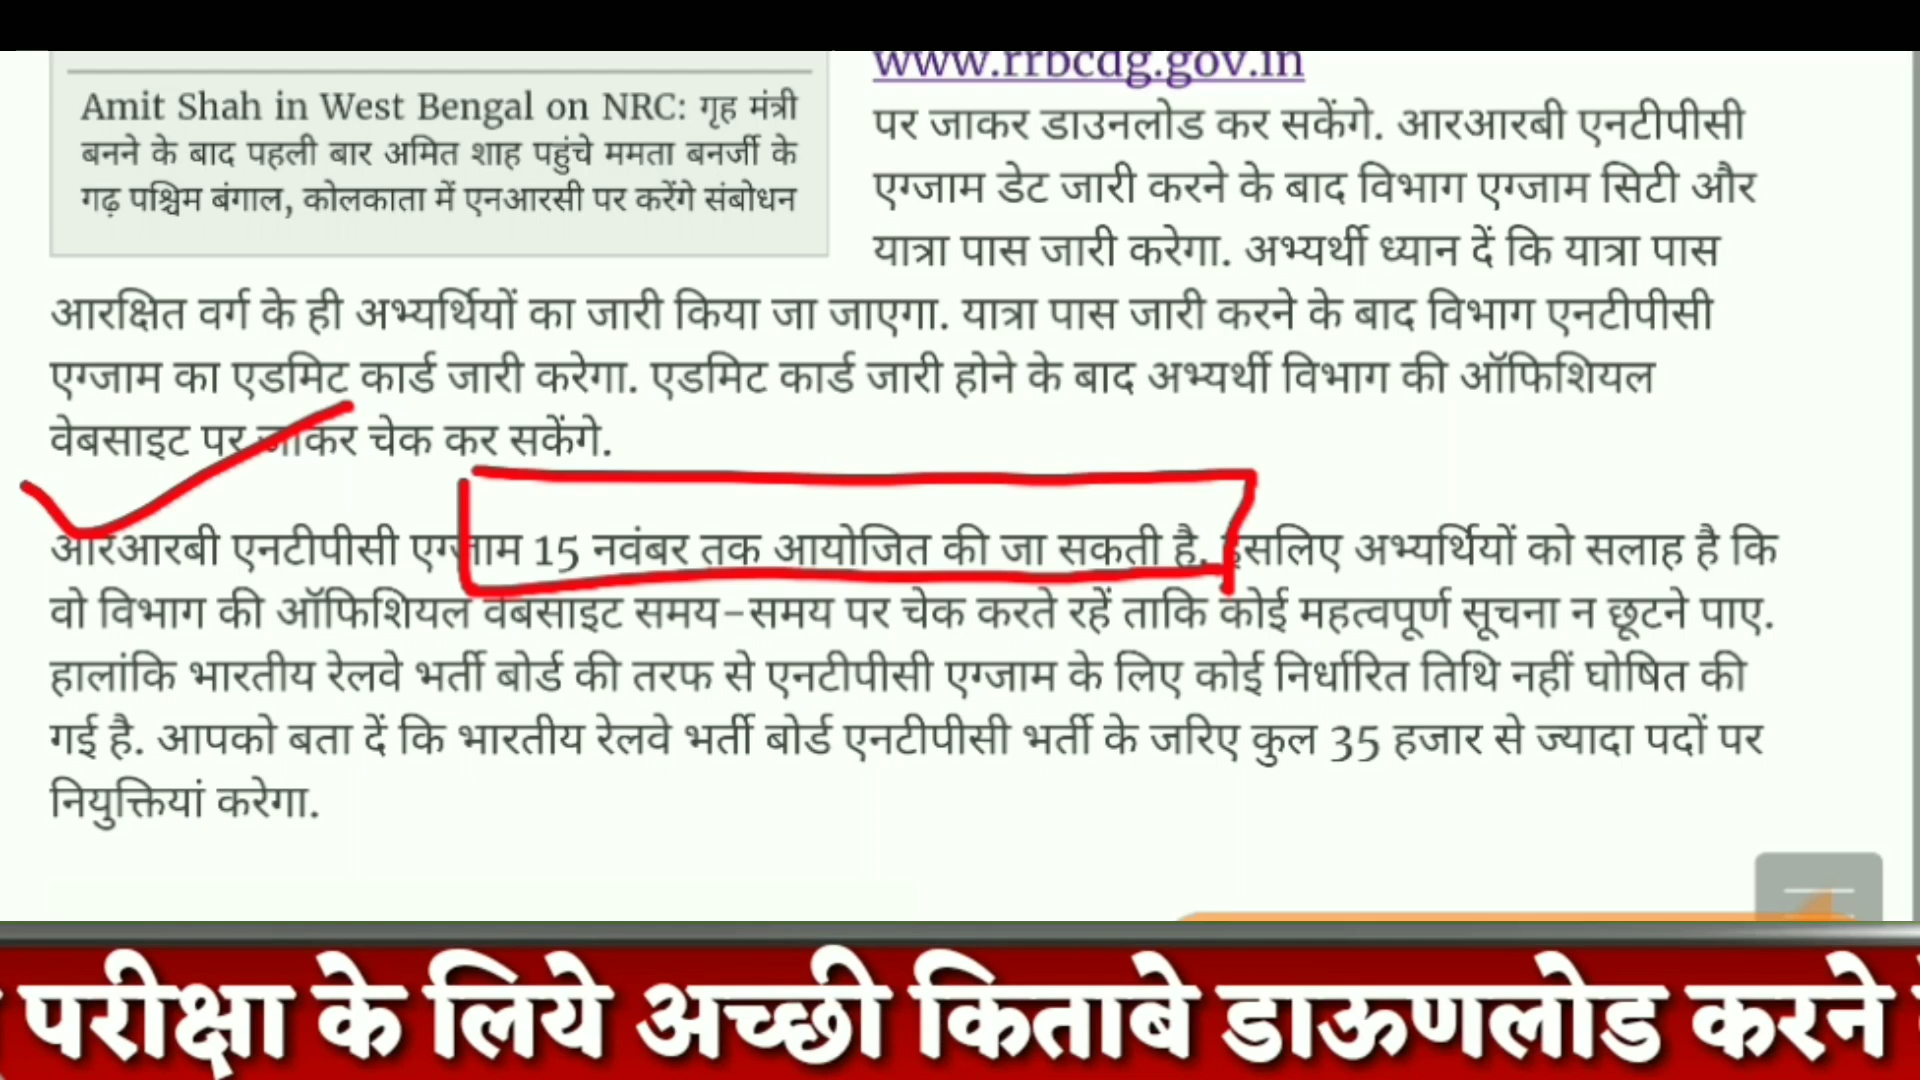 www.rrbcdg.gov.in
Amit Shah in West Bengal on NRC: गृह मंत्री
बनने के बाद पहली बार अमित शाह पहुंचे ममता बनर्जी के
गढ़ पश्चिम बंगाल, कोलकाता में एनआरसी पर करेंगे संबोधन
पर जाकर डाउनलोड कर सकेंगे. आरआरबी एनटीपीसी
एग्जाम डेट जारी करने के बाद विभाग एग्जाम सिटी और
यात्रा पास जारी करेगा. अभ्यर्थी ध्यान दें कि यात्रा पास
आरक्षित वर्ग के ही अभ्यर्थियों का जारी किया जा जाएगा. यात्रा पास जारी करने के बाद विभाग एनटीपीसी
एग्जाम का एडमिट कार्ड जारी करेगा. एडमिट कार्ड जारी होने के बाद अभ्यर्थी विभाग की ऑफिशियल
वेबसाइट पर जाकर चेक कर सकेंगे.
आरआरबी एनटीपीसी एग्जाम 15 नवंबर तक आयोजित की जा सकती है. इसलिए अभ्यर्थियों को सलाह है कि
वो विभाग की ऑफिशियल वेबसाइट समय-समय पर चेक करते रहें ताकि कोई महत्वपूर्ण सूचना न छूटने पाए.
हालांकि भारतीय रेलवे भर्ती बोर्ड की तरफ से एनटीपीसी एग्जाम के लिए कोई निर्धारित तिथि नहीं घोषित की
गई है. आपको बता दें कि भारतीय रेलवे भर्ती बोर्ड एनटीपीसी भर्ती के जरिए कुल 35 हजार से ज्यादा पदों पर
नियुक्तियां करेगा.
परीक्षा के लिये अच्छी किताबे डाऊणलोड करने